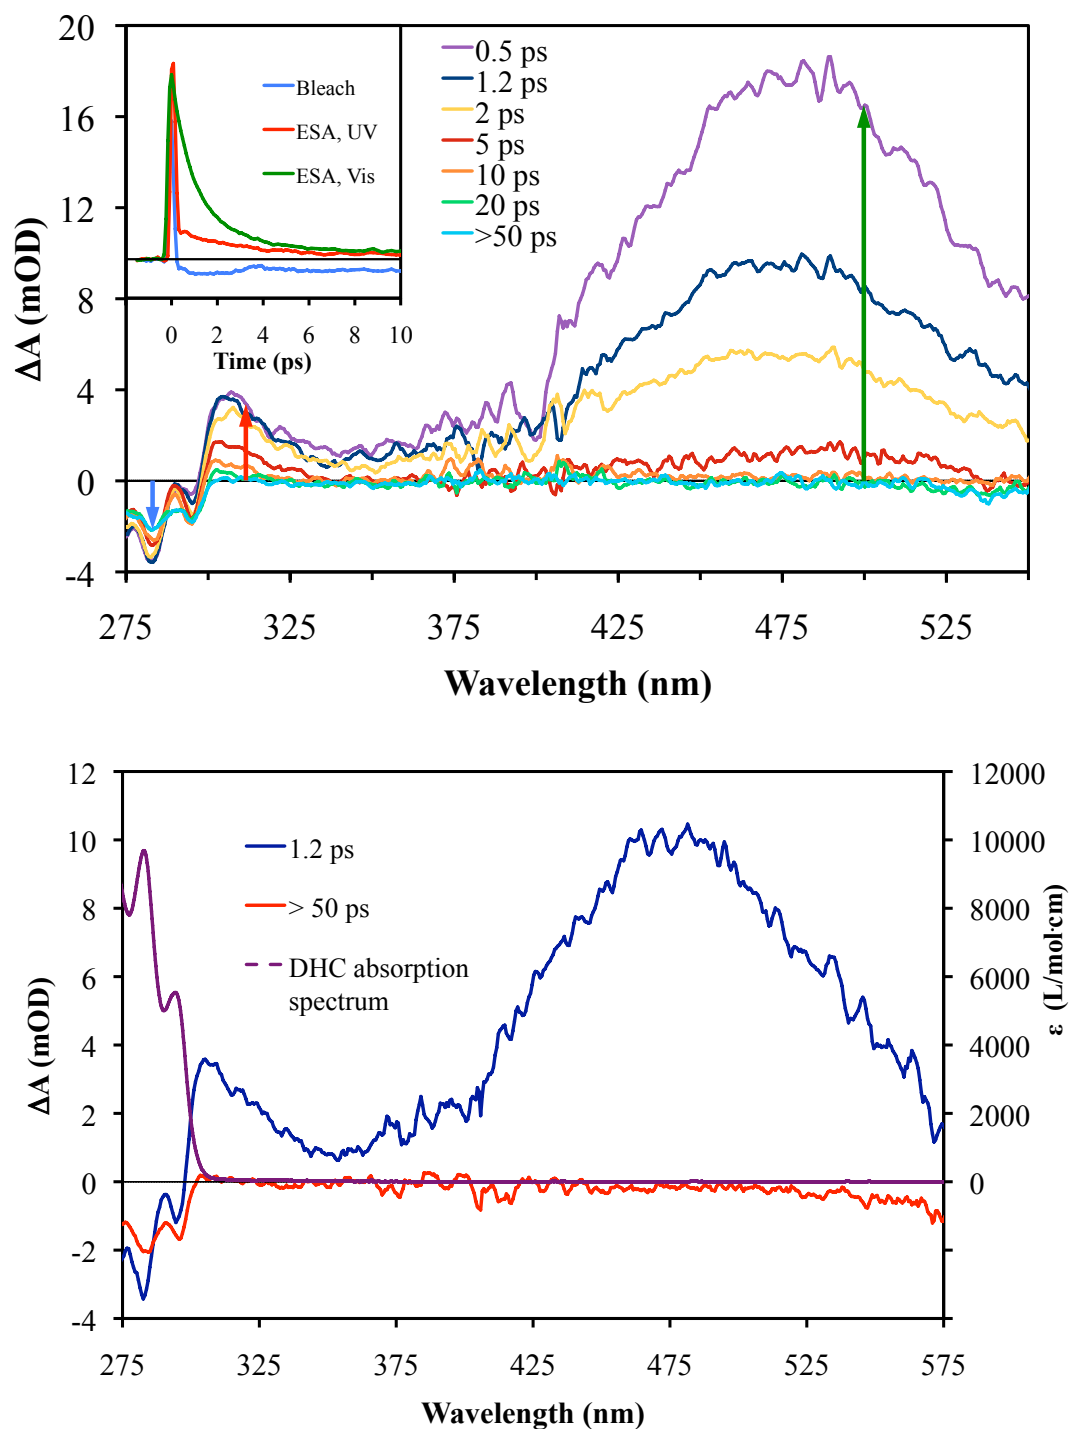 20
16
12
8
4
0
-4
ΔA (mOD)
Bleach
ESA, UV
ESA, Vis
0 2 4 6 8 10
Time (ps)
0.5 ps
1.2 ps
2 ps
5 ps
10 ps
20 ps
>50 ps
275 325 375 425 475 525
Wavelength (nm)
12
10
8
6
4
2
0
-2
-4
ΔA (mOD)
1.2 ps
> 50 ps
DHC absorption
spectrum
12000
10000
8000
6000
4000
2000
0
ε (L/mol·cm)
275 325 375 425 475 525 575
Wavelength (nm)